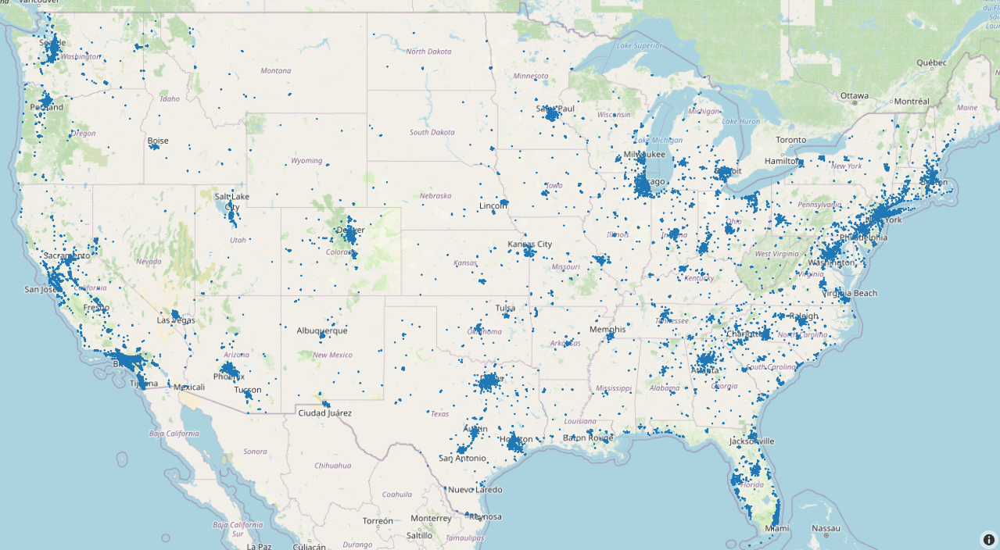 Vancouver
Québec
Lake Superior
Seattle
Washington
North Dakota
Montana
Minnesota
Ottawa
Montréal
Maine
Portland
Idaho
Saint Paul
Wisconsin
Michigan
Lake Huron
Oregon
South Dakota
Toronto
Boise
Lake Michigan
Wyoming
Milwaukee
Hamilton
New York
Detroit
Chicago
Boston
Iowa
Salt Lake
City
Nebraska
Lincoln
Pennsylvania
New York
Denver
Utah
Colorado
Illinois
Indiana
Ohio
Philadelphia
Kansas City
Sacramento
Nevada
Kansas
Missouri
West Virginia
Washington
Kentucky
Virginia
San José
California
Virginia Beach
Fresno
Las Vegas
Tulsa
Tennessee
Raleigh
Albuquerque
Oklahoma
Memphis
Charlotte
North Carolina
Arkansas
Arizona
New Mexico
Phoenix
Dallas
Atlanta
South Carolina
Tijuana
Mexicali
Tucson
Mississippi
Alabama
Georgia
Ciudad Juárez
Texas
Louisiana
Baja California
Austin
Houston
Baton Rouge
Jacksonville
Sonora
San Antonio
Chihuahua
Florida
Nuevo Laredo
Coahuila
Reynosa
Baja California
Sur
Torreón
Monterrey
Miami
Nassau
Saltillo
Tamaulipas
Durango
La Paz
Culiacán
i